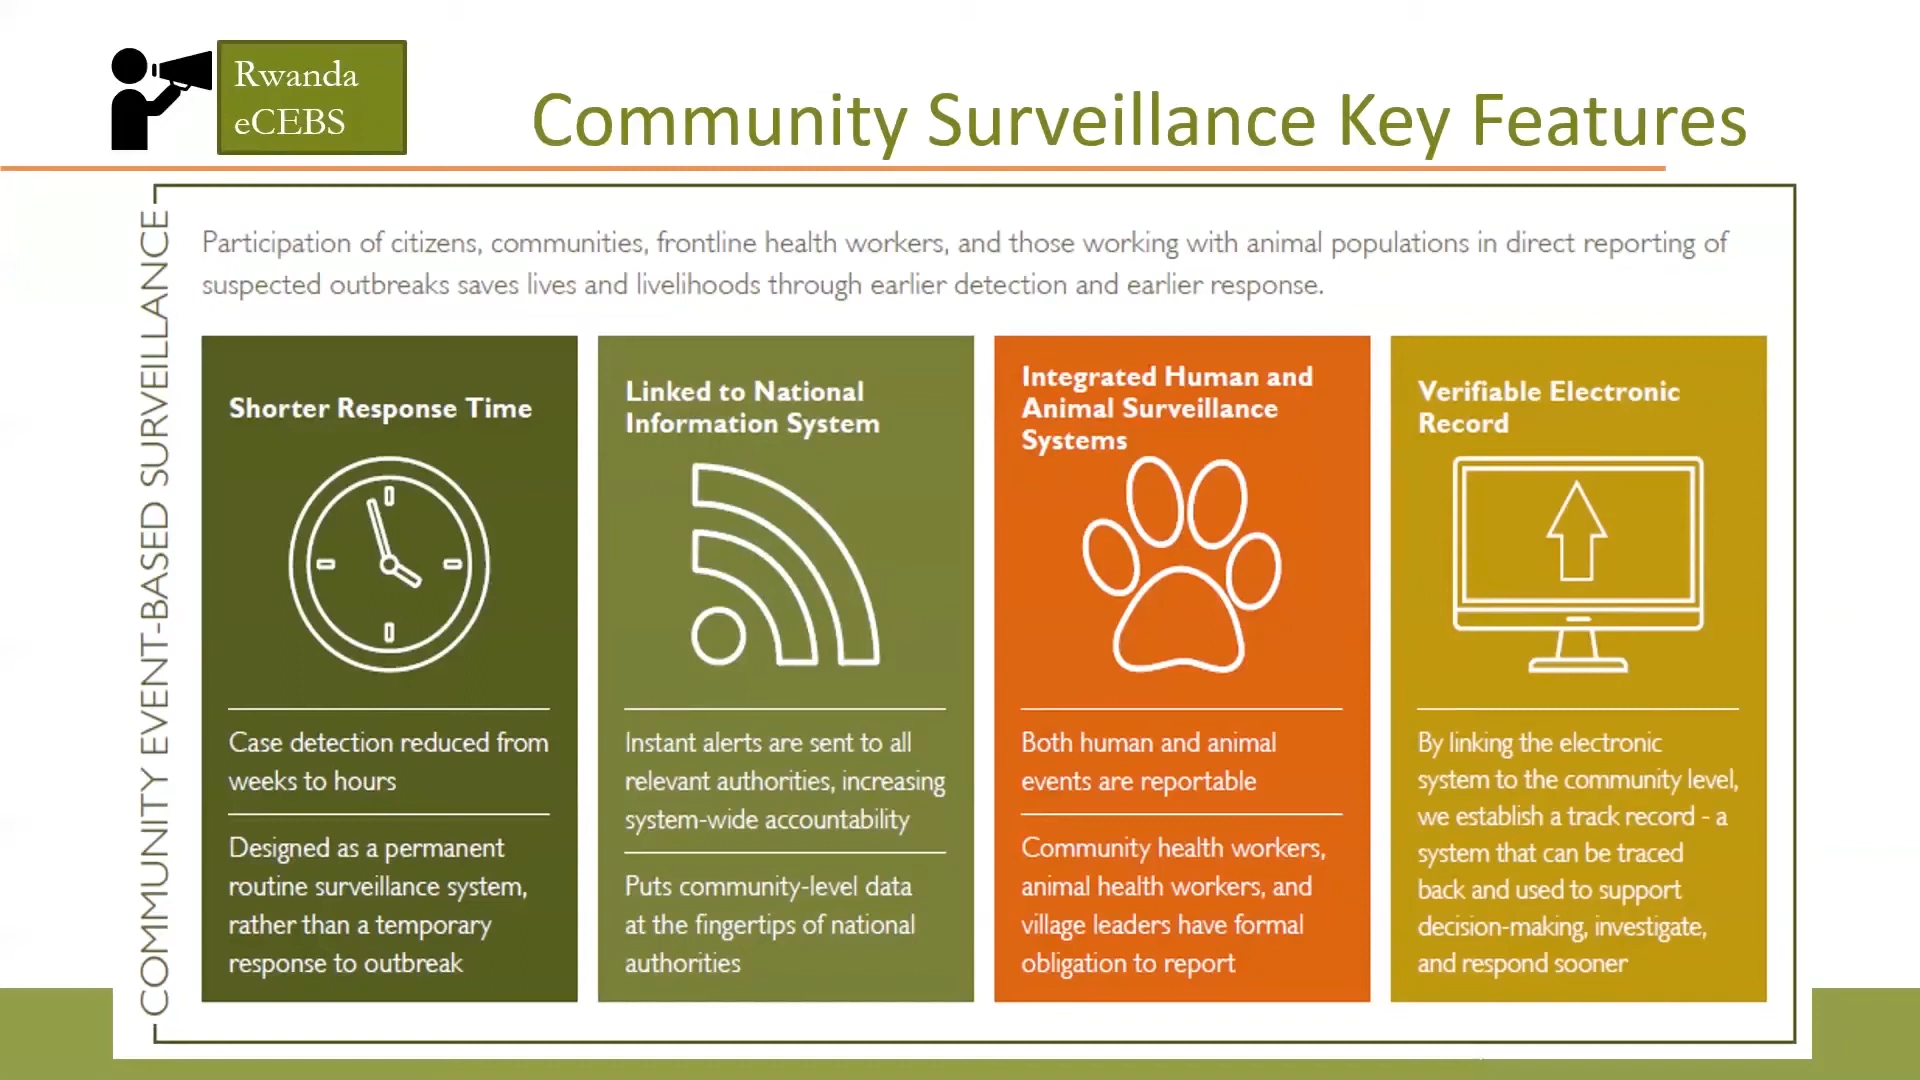 Rwanda
eCEBS
Community Surveillance Key Features
COMMUNITY EVENT-BASED SURVEILLANCE
Participation of citizens, communities, frontline health workers, and those working with animal populations in direct reporting of
suspected outbreaks saves lives and livelihoods through earlier detection and earlier response.
Shorter Response Time
Case detection reduced from
weeks to hours
Designed as a permanent
routine surveillance system,
rather than a temporary
response to outbreak
Linked to National
Information System
Instant alerts are sent to all
relevant authorities, increasing
system-wide accountability
Puts community-level data
at the fingertips of national
authorities
Integrated Human and
Animal Surveillance
Systems
Both human and animal
events are reportable
Community health workers,
animal health workers, and
village leaders have formal
obligation to report
Verifiable Electronic
Record
By linking the electronic
system to the community level,
we establish a track record - a
system that can be traced
back and used to support
decision-making, investigate,
and respond sooner